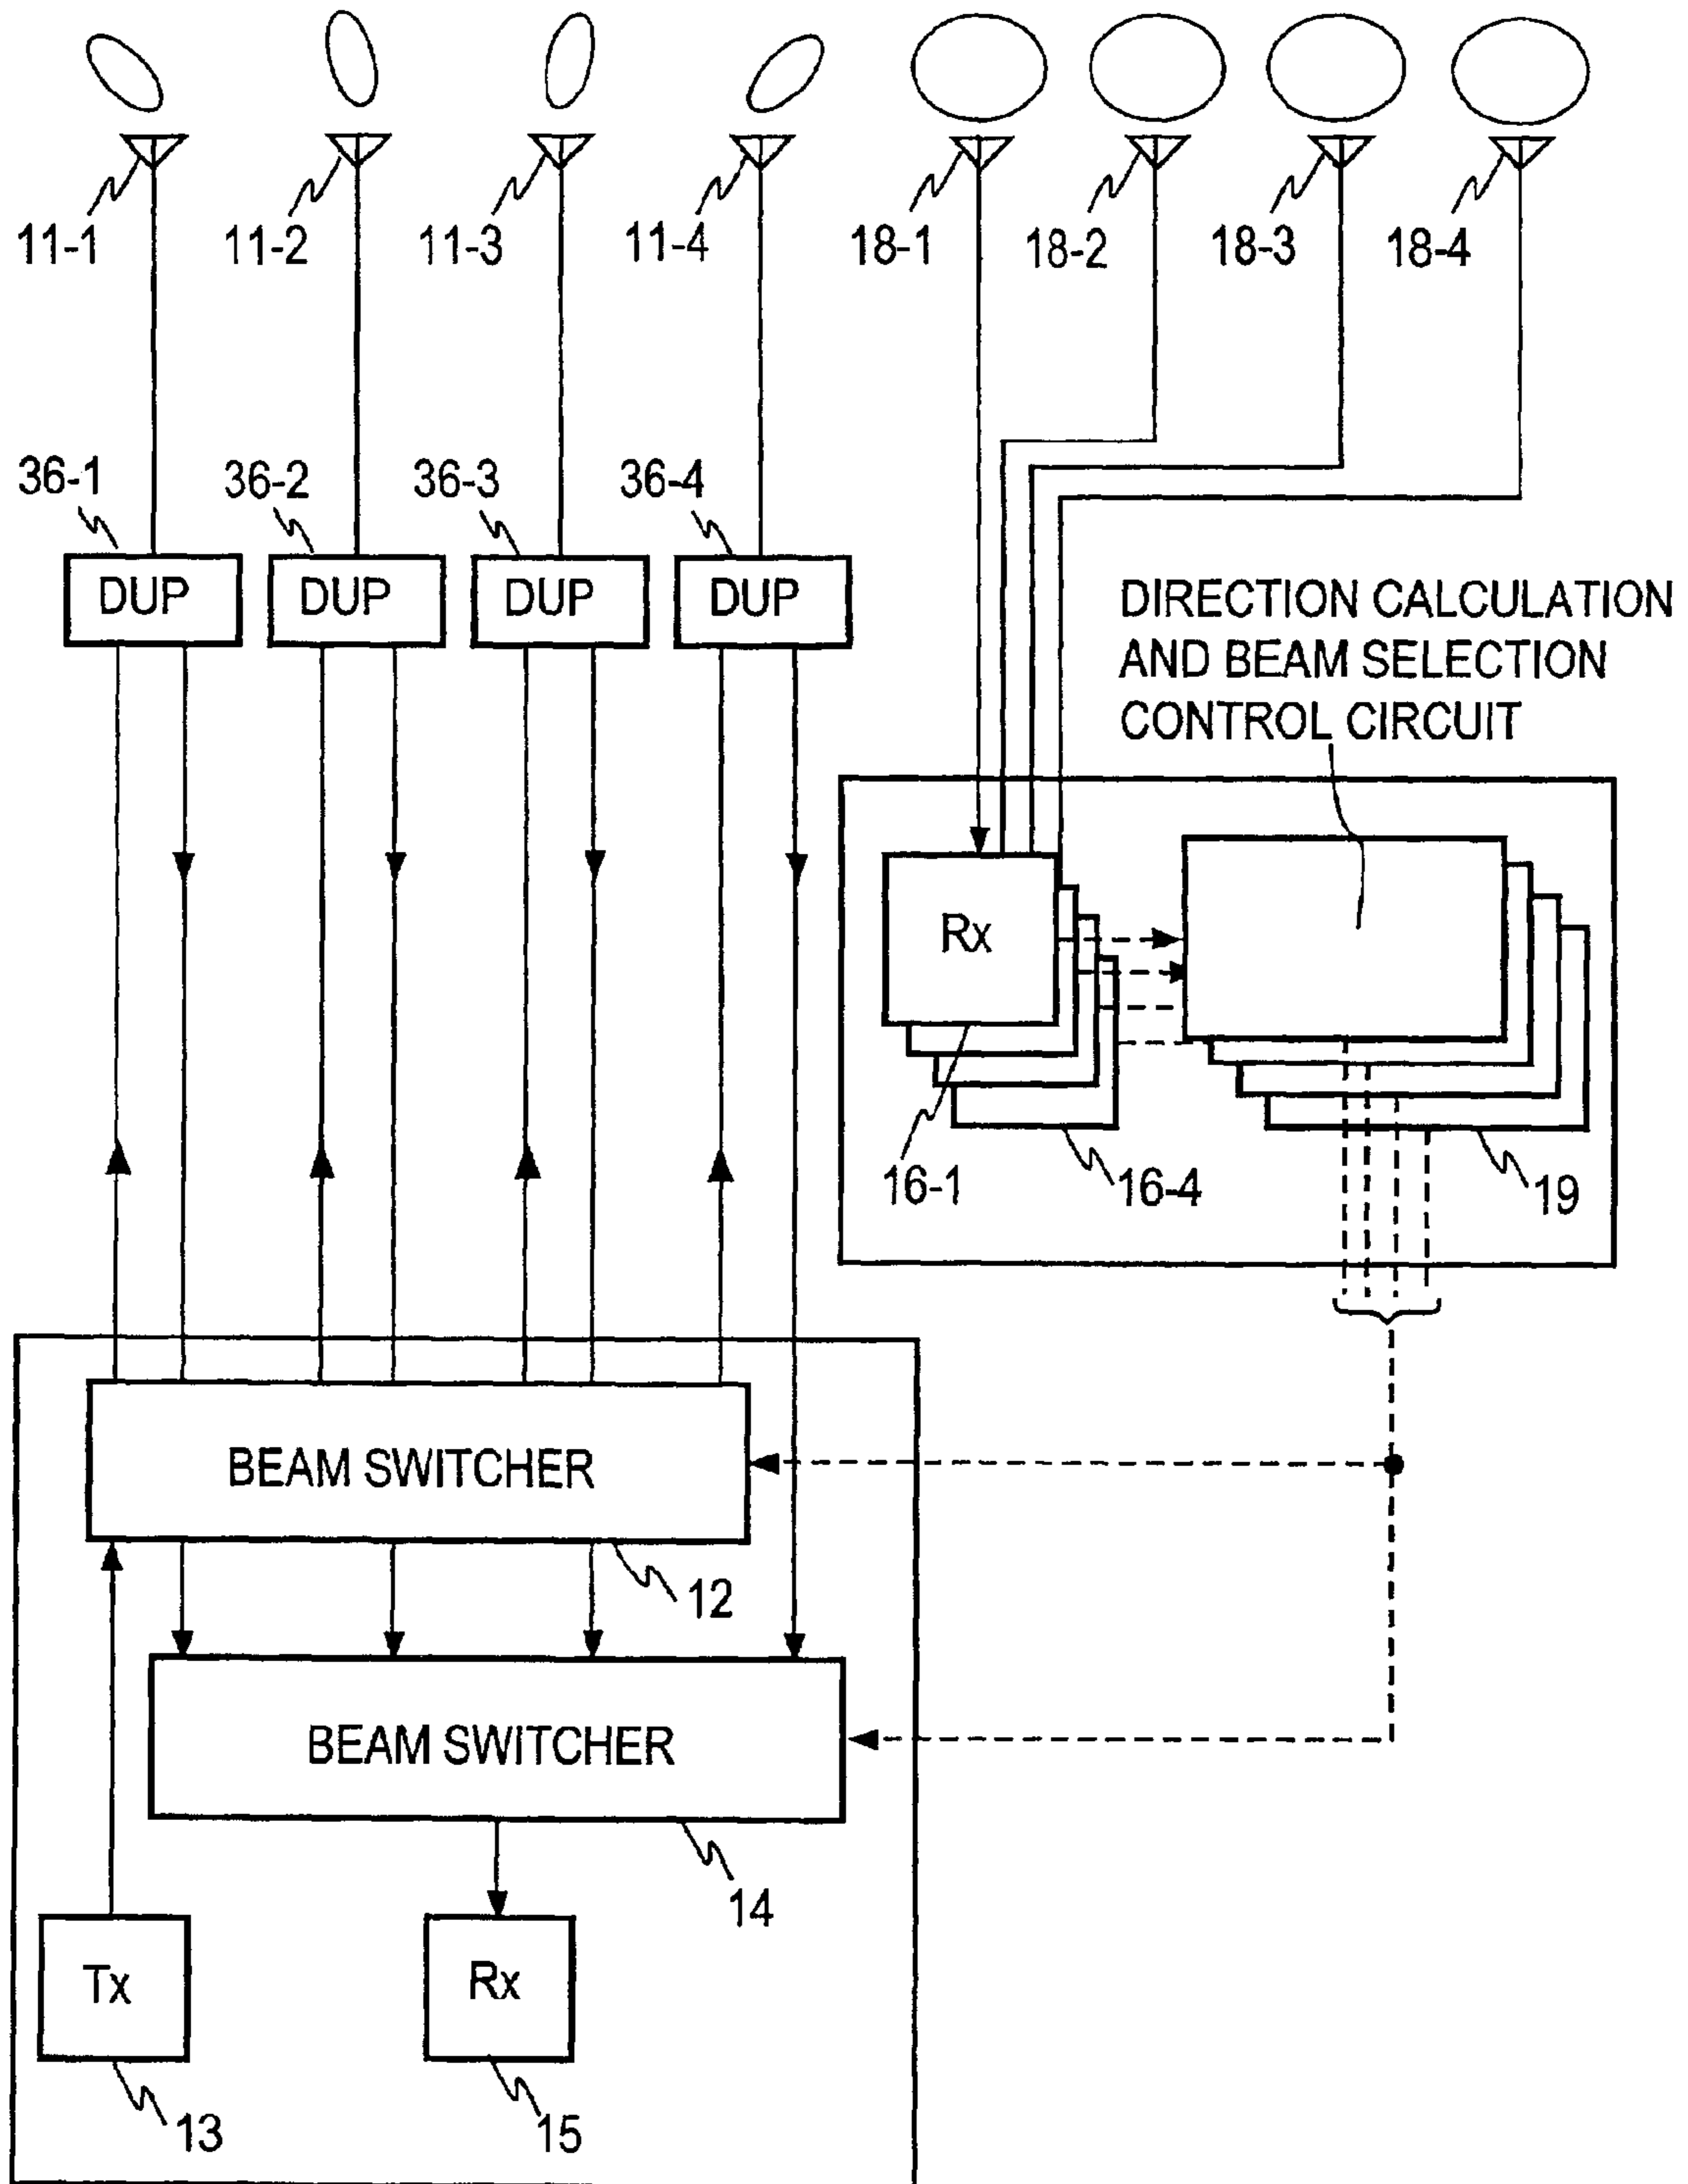 11-1
11-2
11-3
11-4
18-1
18-2
18-3
18-4
36-1
36-2
36-3
36-4
DUP
DUP
DUP
DUP
DIRECTION CALCULATION
AND BEAM SELECTION
CONTROL CIRCUIT
Rx
16-1
16-4
19
BEAM SWITCHER
12
BEAM SWITCHER
14
Tx
Rx
13
15